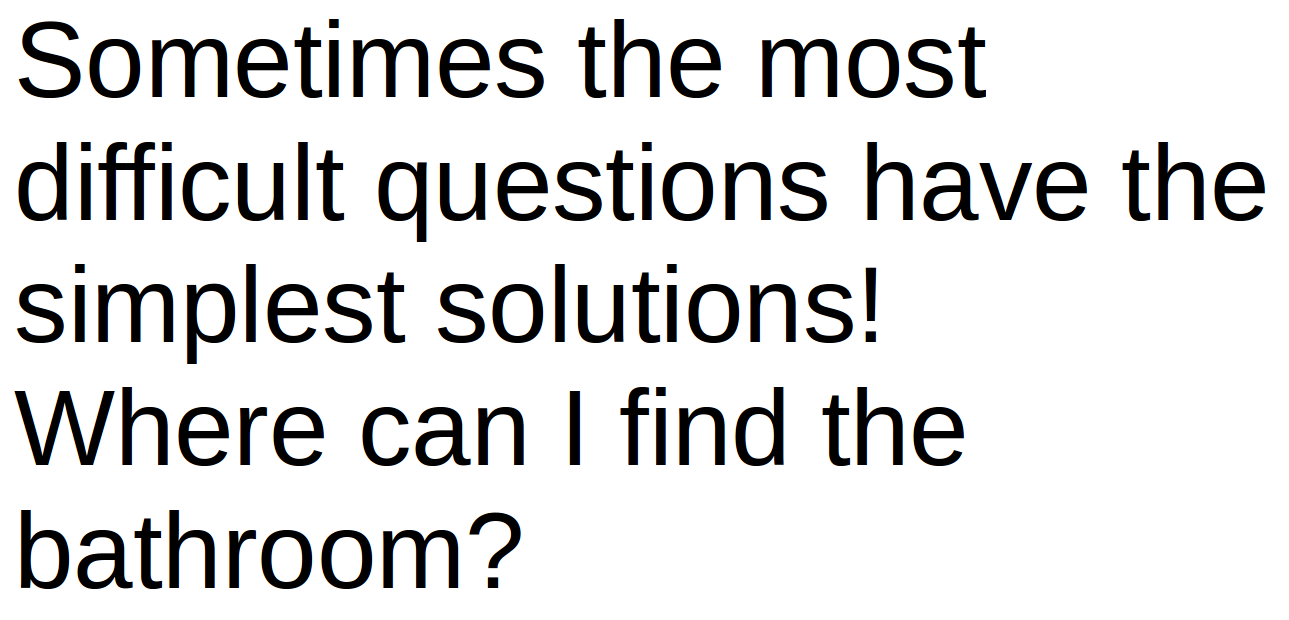 Sometimes the most
difficult questions have the
simplest solutions!
Where can I find the
bathroom?